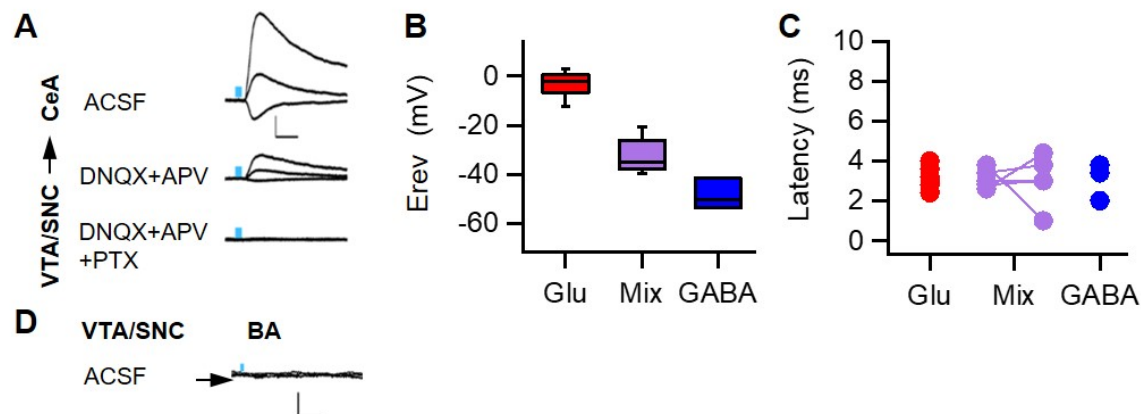 A
VTA/SNC → CeA
ACSF
DNQX+APV
DNQX+APV
+PTX
B
Erev (mV)
0
-20
-40
-60
Glu Mix GABA
C
Latency (ms)
10
8
6
4
2
0
Glu Mix GABA
D
VTA/SNC BA
ACSF